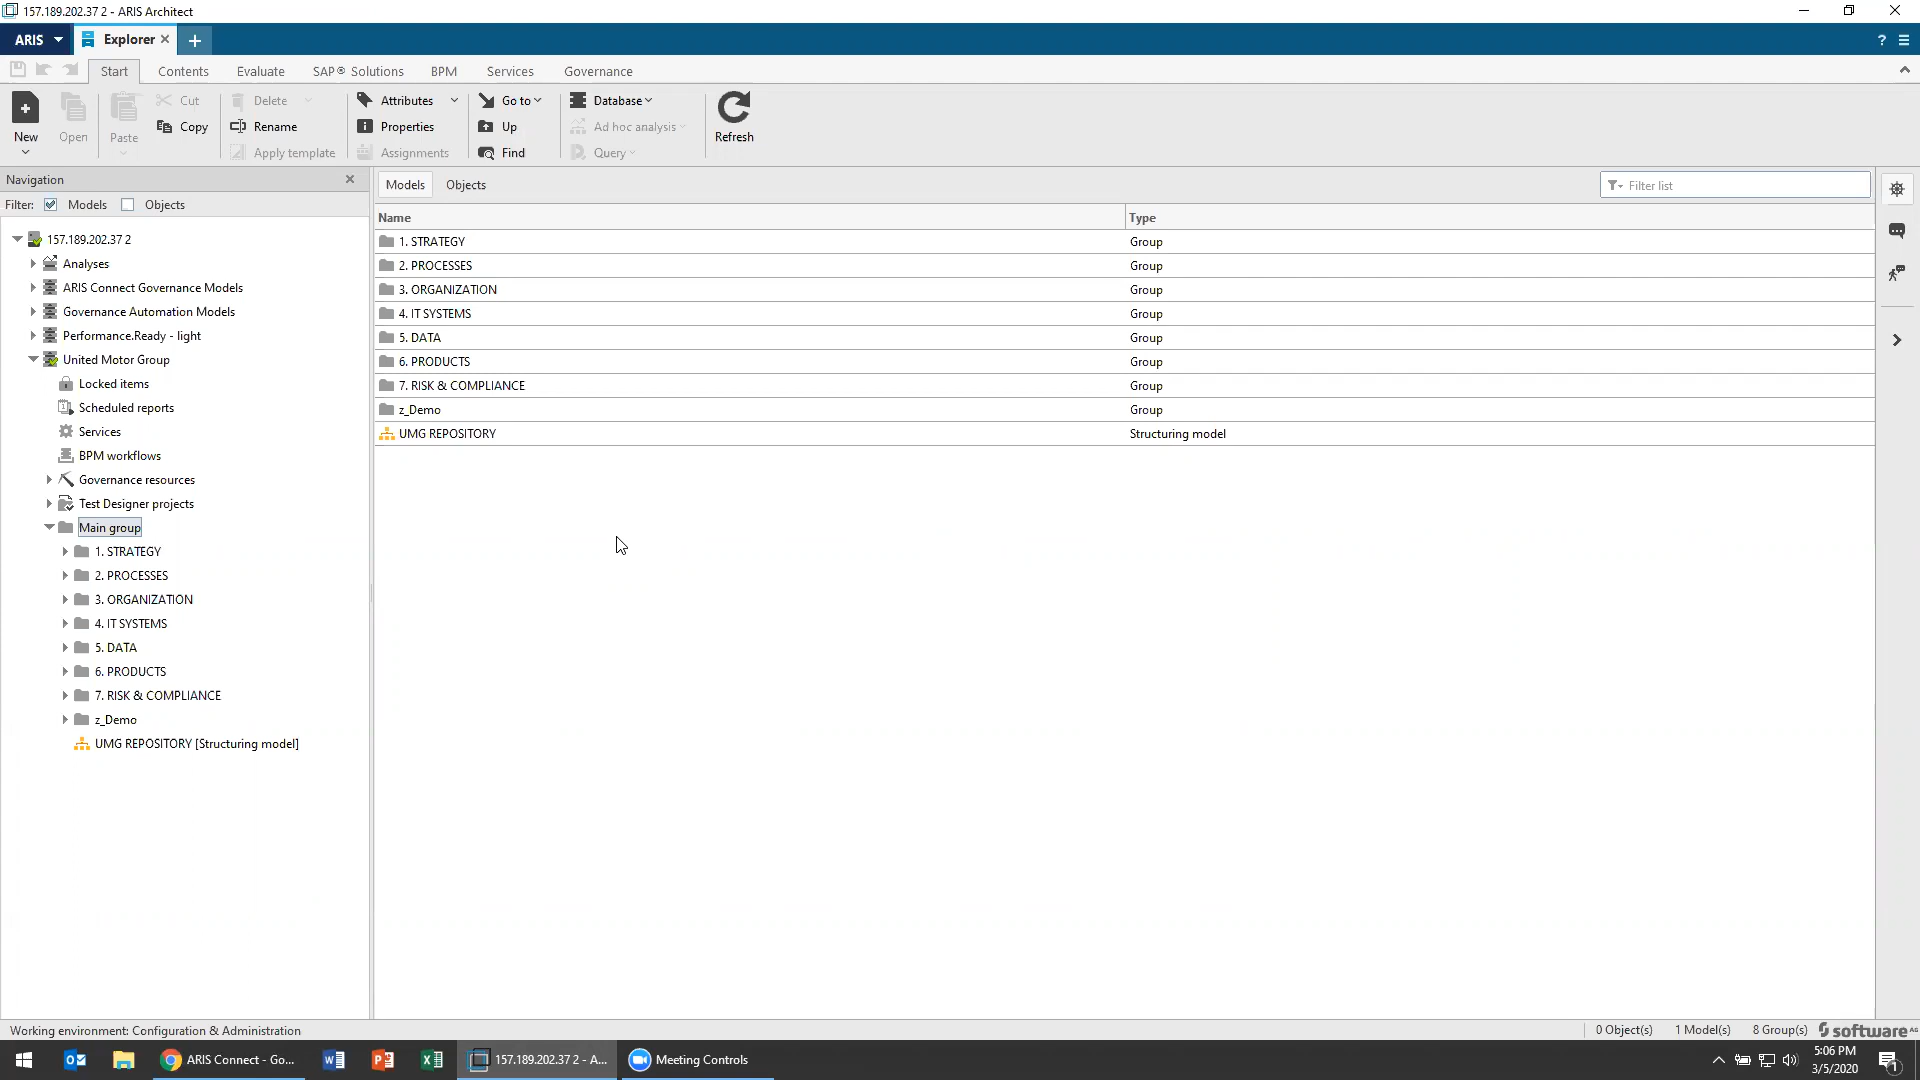 157.189.202.37 2 - ARIS Architect
ARIS
Explorer
Start Contents Evaluate SAP® Solutions BPM Services Governance
New
Open
Paste
Cut
Copy
Delete
Rename
Apply template
Attributes
Properties
Assignments
Go to
Up
Find
Database
Ad hoc analysis
Query
Refresh
Navigation
Filter: Models Objects
157.189.202.37 2
Analyses
ARIS Connect Governance Models
Governance Automation Models
Performance.Ready - light
United Motor Group
Locked items
Scheduled reports
Services
BPM workflows
Governance resources
Test Designer projects
Main group
1. STRATEGY
2. PROCESSES
3. ORGANIZATION
4. IT SYSTEMS
5. DATA
6. PRODUCTS
7. RISK & COMPLIANCE
z_Demo
UMG REPOSITORY [Structuring model]
Models Objects
Filter list
Name Type
1. STRATEGY Group
2. PROCESSES Group
3. ORGANIZATION Group
4. IT SYSTEMS Group
5. DATA Group
6. PRODUCTS Group
7. RISK & COMPLIANCE Group
z_Demo Group
UMG REPOSITORY Structuring model
Working environment: Configuration & Administration
0 Object(s) 1 Model(s) 8 Group(s) software AG
ARIS Connect - Go...
157.189.202.37 2 - A...
Meeting Controls
5:06 PM
3/5/2020
1